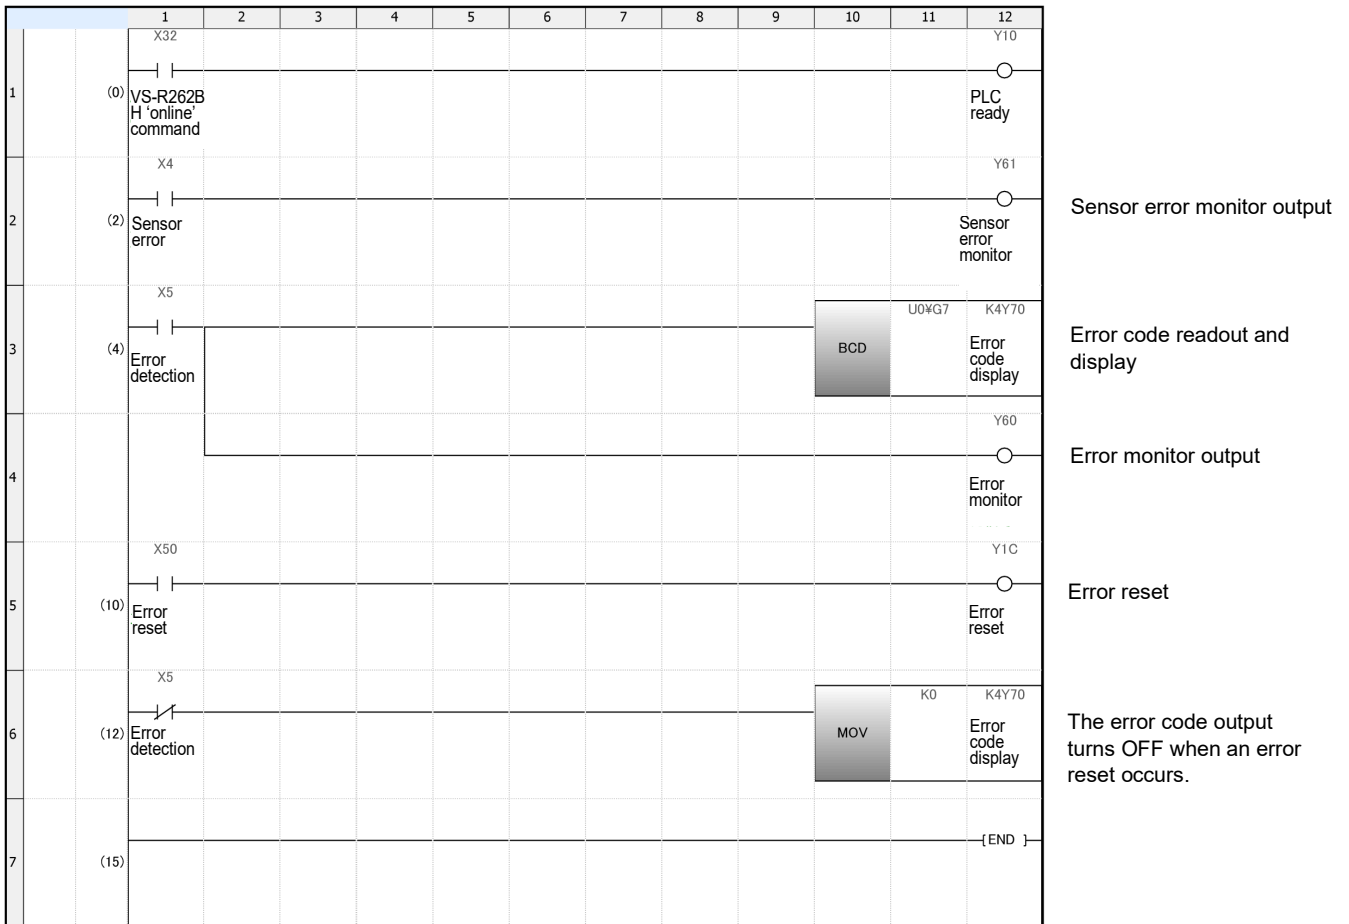 1 2 3 4 5 6 7 8 9 10 11 12
X32 Y10
1 (0) VS-R262B
H ‘online’
command
PLC
ready
X4 Y61
2 (2) Sensor
error
Sensor
error
monitor
Sensor error monitor output
X5 U0¥G7 K4Y70
3 (4) Error
detection
BCD
Error
code
display
Error code readout and
display
Y60
4
Error
monitor
Error monitor output
X50 Y1C
5 (10) Error
reset
Error
reset
Error reset
X5 K0 K4Y70
6 (12) Error
detection
MOV
Error
code
display
The error code output
turns OFF when an error
reset occurs.
[END ]
7 (15)